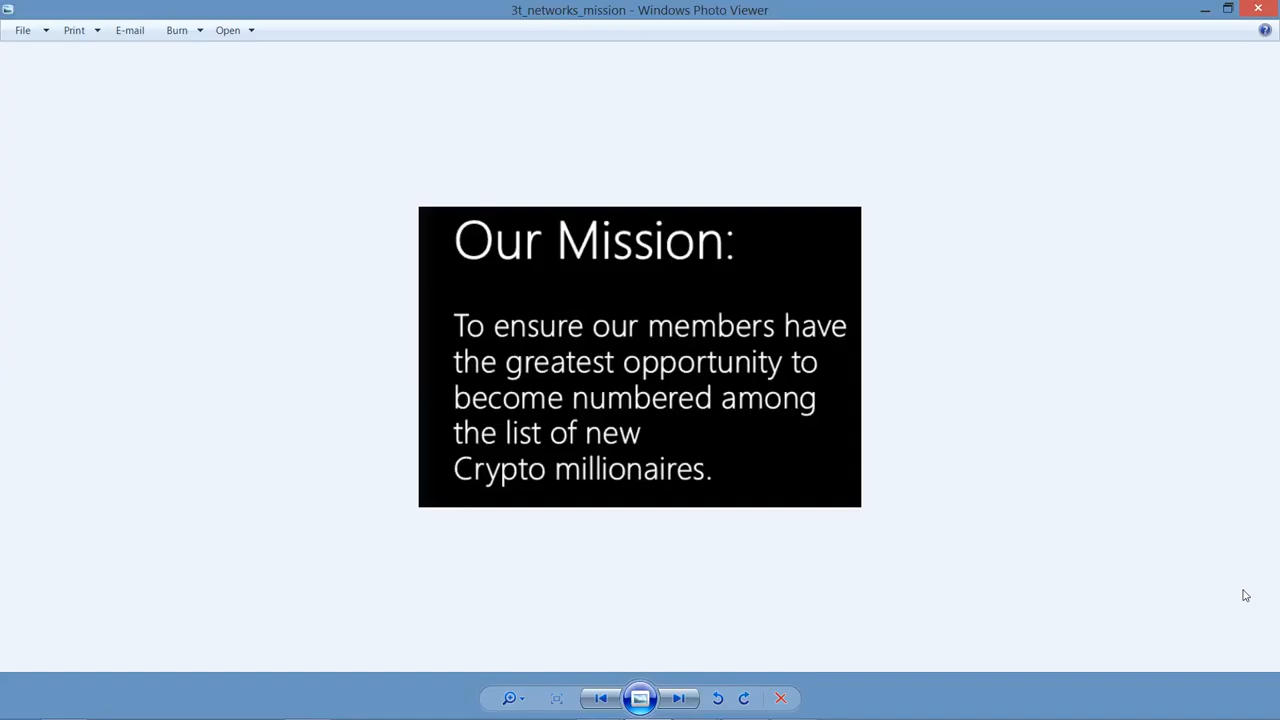 3t_networks_mission - Windows Photo Viewer
File Print E-mail Burn Open
Our Mission:
To ensure our members have
the greatest opportunity to
become numbered among
the list of new
Crypto millionaires.